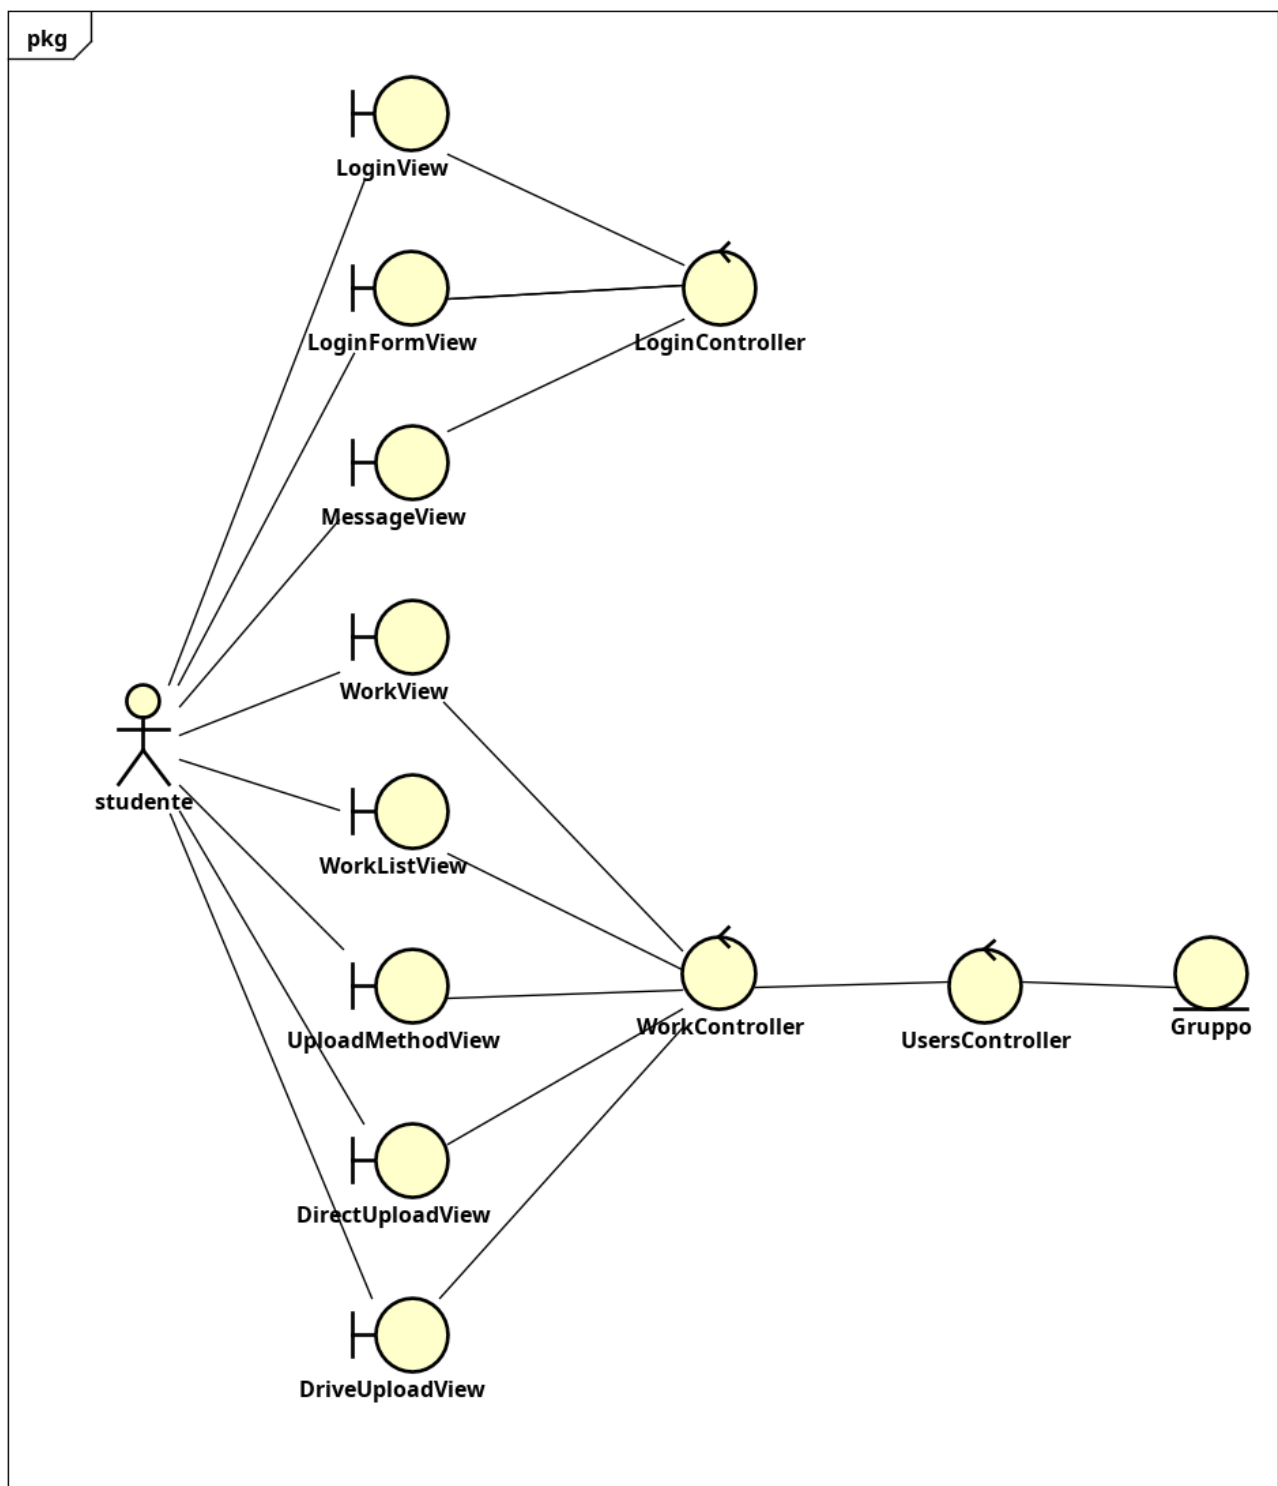 pkg
LoginView
LoginFormView
LoginController
MessageView
WorkView
studente
WorkListView
UploadMethodView
WorkController
UsersController
Gruppo
DirectUploadView
DriveUploadView